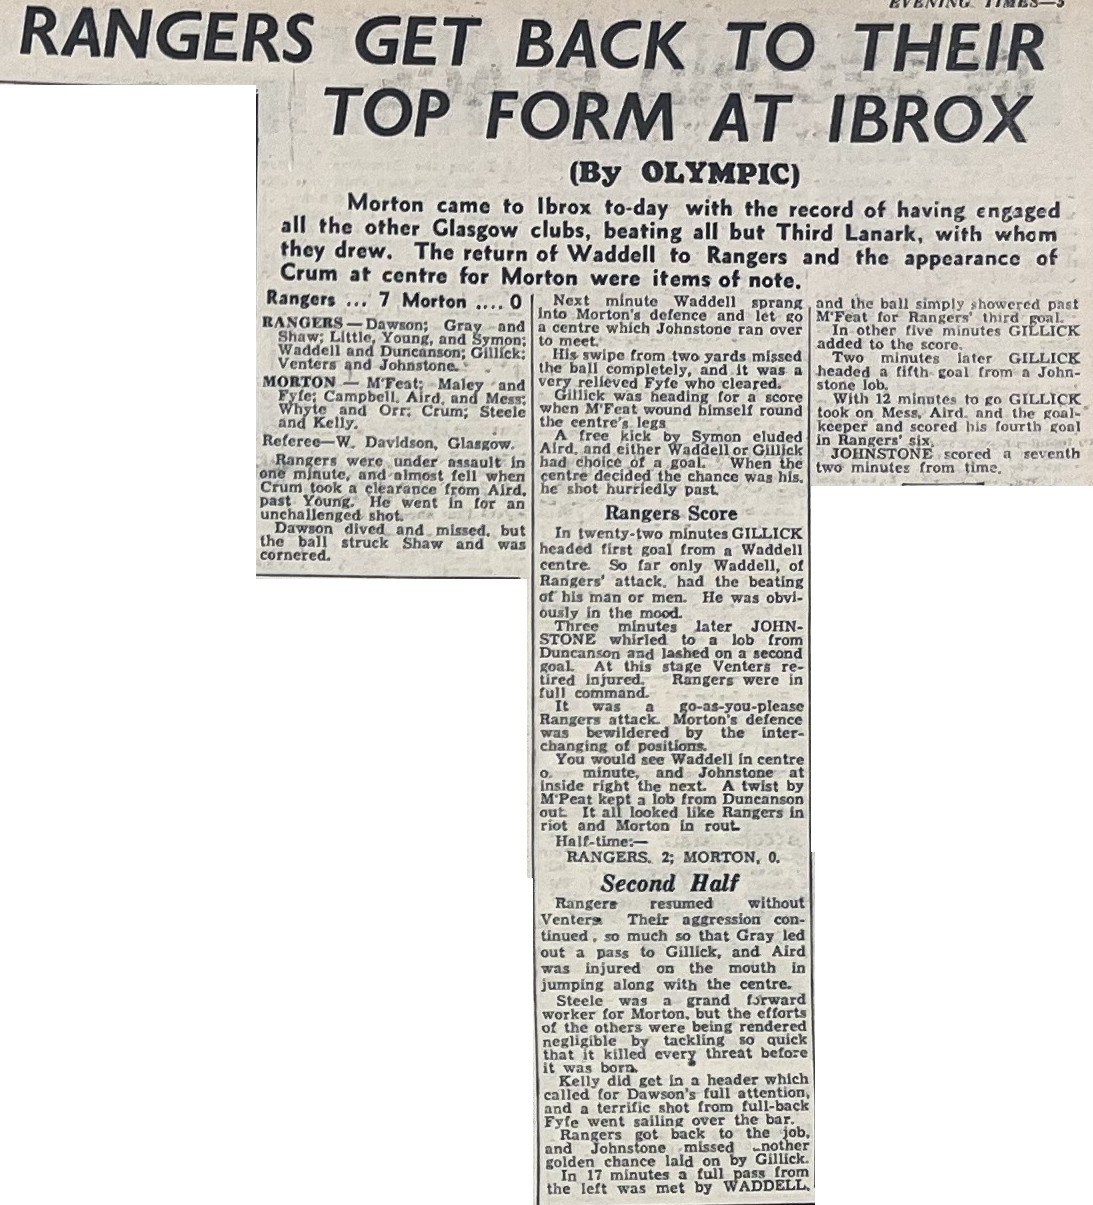 EVENING TIMES—3
RANGERS GET BACK TO THEIR
TOP FORM AT IBROX
(By OLYMPIC)
Morton came to Ibrox to-day with the record of having engaged
all the other Glasgow clubs, beating all but Third Lanark, with whom
they drew. The return of Waddell to Rangers and the appearance of
Crum at centre for Morton were items of note.
Rangers ... 7 Morton .... 0
RANGERS — Dawson; Gray and
Shaw; Little, Young, and Symon;
Waddell and Duncanson; Gillick;
Venters and Johnstone.
MORTON — M'Feat; Maley and
Fyfe; Campbell, Aird, and Mess;
Whyte and Orr; Crum; Steele
and Kelly.
Referee—W. Davidson, Glasgow.
Rangers were under assault in
one minute, and almost fell when
Crum took a clearance from Aird,
past Young. He went in for an
unchallenged shot.
Dawson dived and missed, but
the ball struck Shaw and was
cornered.
Next minute Waddell sprang
into Morton's defence and let go
a centre which Johnstone ran over
to meet.
His swipe from two yards missed
the ball completely, and it was a
very relieved Fyfe who cleared.
Gillick was heading for a score
when M'Feat wound himself round
the centre's legs
A free kick by Symon eluded
Aird, and either Waddell or Gillick
had choice of a goal. When the
centre decided the chance was his,
he shot hurriedly past.
Rangers Score
In twenty-two minutes GILLICK
headed first goal from a Waddell
centre. So far only Waddell, of
Rangers' attack, had the beating
of his man or men. He was obvi-
ously in the mood.
Three minutes later JOHN-
STONE whirled to a lob from
Duncanson and lashed on a second
goal. At this stage Venters re-
tired injured. Rangers were in
full command.
It was a go-as-you-please
Rangers attack. Morton's defence
was bewildered by the inter-
changing of positions.
You would see Waddell in centre
o. minute, and Johnstone at
inside right the next. A twist by
M'Peat kept a lob from Duncanson
out. It all looked like Rangers in
riot and Morton in rout.
Half-time:—
RANGERS, 2; MORTON, 0.
Second Half
Rangers resumed without
Venters. Their aggression con-
tinued, so much so that Gray led
out a pass to Gillick, and Aird
was injured on the mouth in
jumping along with the centre.
Steele was a grand forward
worker for Morton, but the efforts
of the others were being rendered
negligible by tackling so quick
that it killed every threat before
it was born.
Kelly did get in a header which
called for Dawson's full attention,
and a terrific shot from full-back
Fyfe went sailing over the bar.
Rangers got back to the job,
and Johnstone missed _nother
golden chance laid on by Gillick.
In 17 minutes a full pass from
the left was met by WADDELL,
and the ball simply showered past
M'Feat for Rangers' third goal.
In other five minutes GILLICK
added to the score.
Two minutes later GILLICK
headed a fifth goal from a John-
stone lob.
With 12 minutes to go GILLICK
took on Mess, Aird, and the goal-
keeper and scored his fourth goal
in Rangers' six.
JOHNSTONE scored a seventh
two minutes from time.